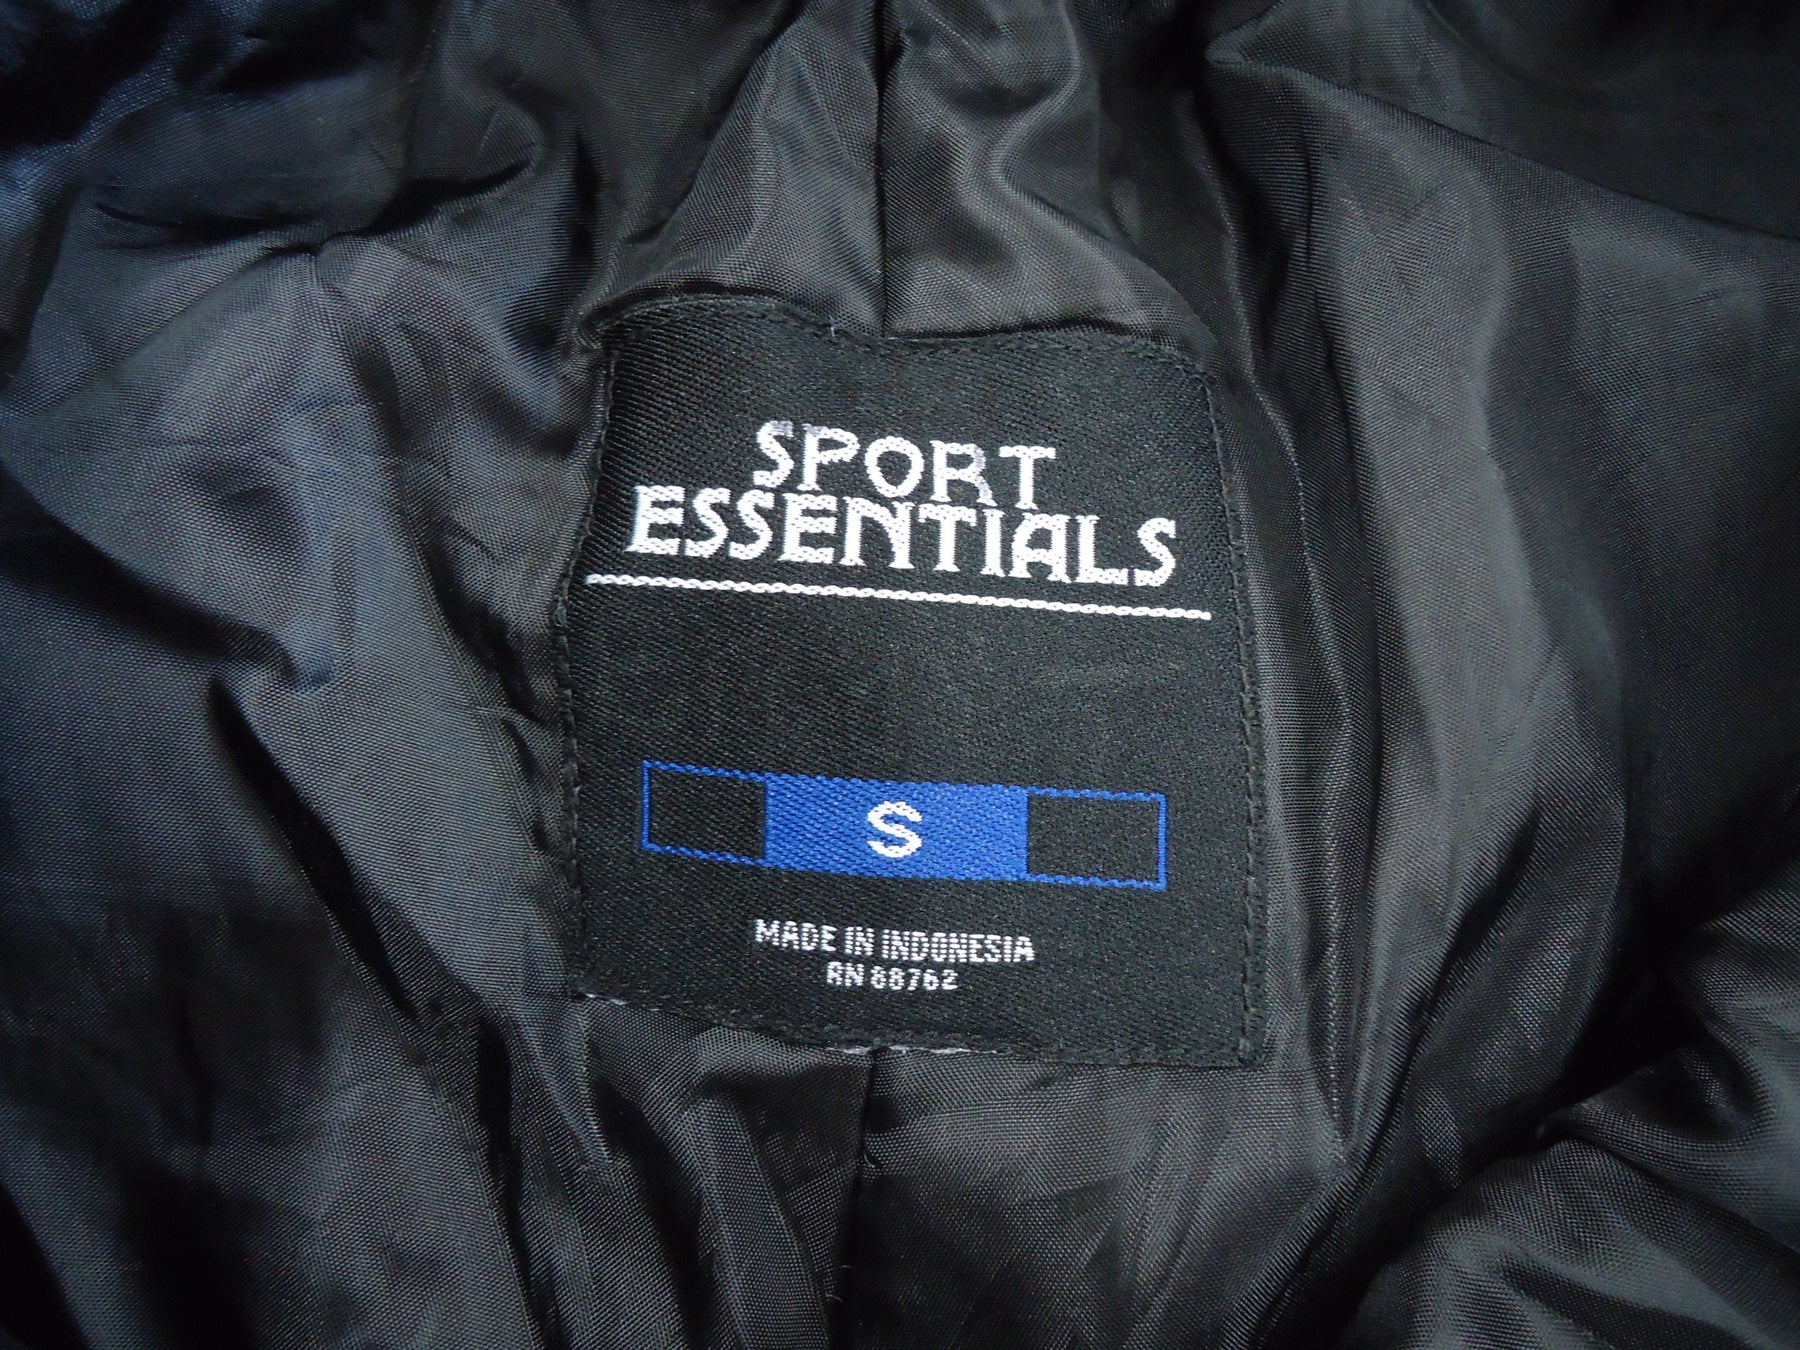 SPORT
ESSENTIALS
S
MADE IN INDONESIA
RN 88762